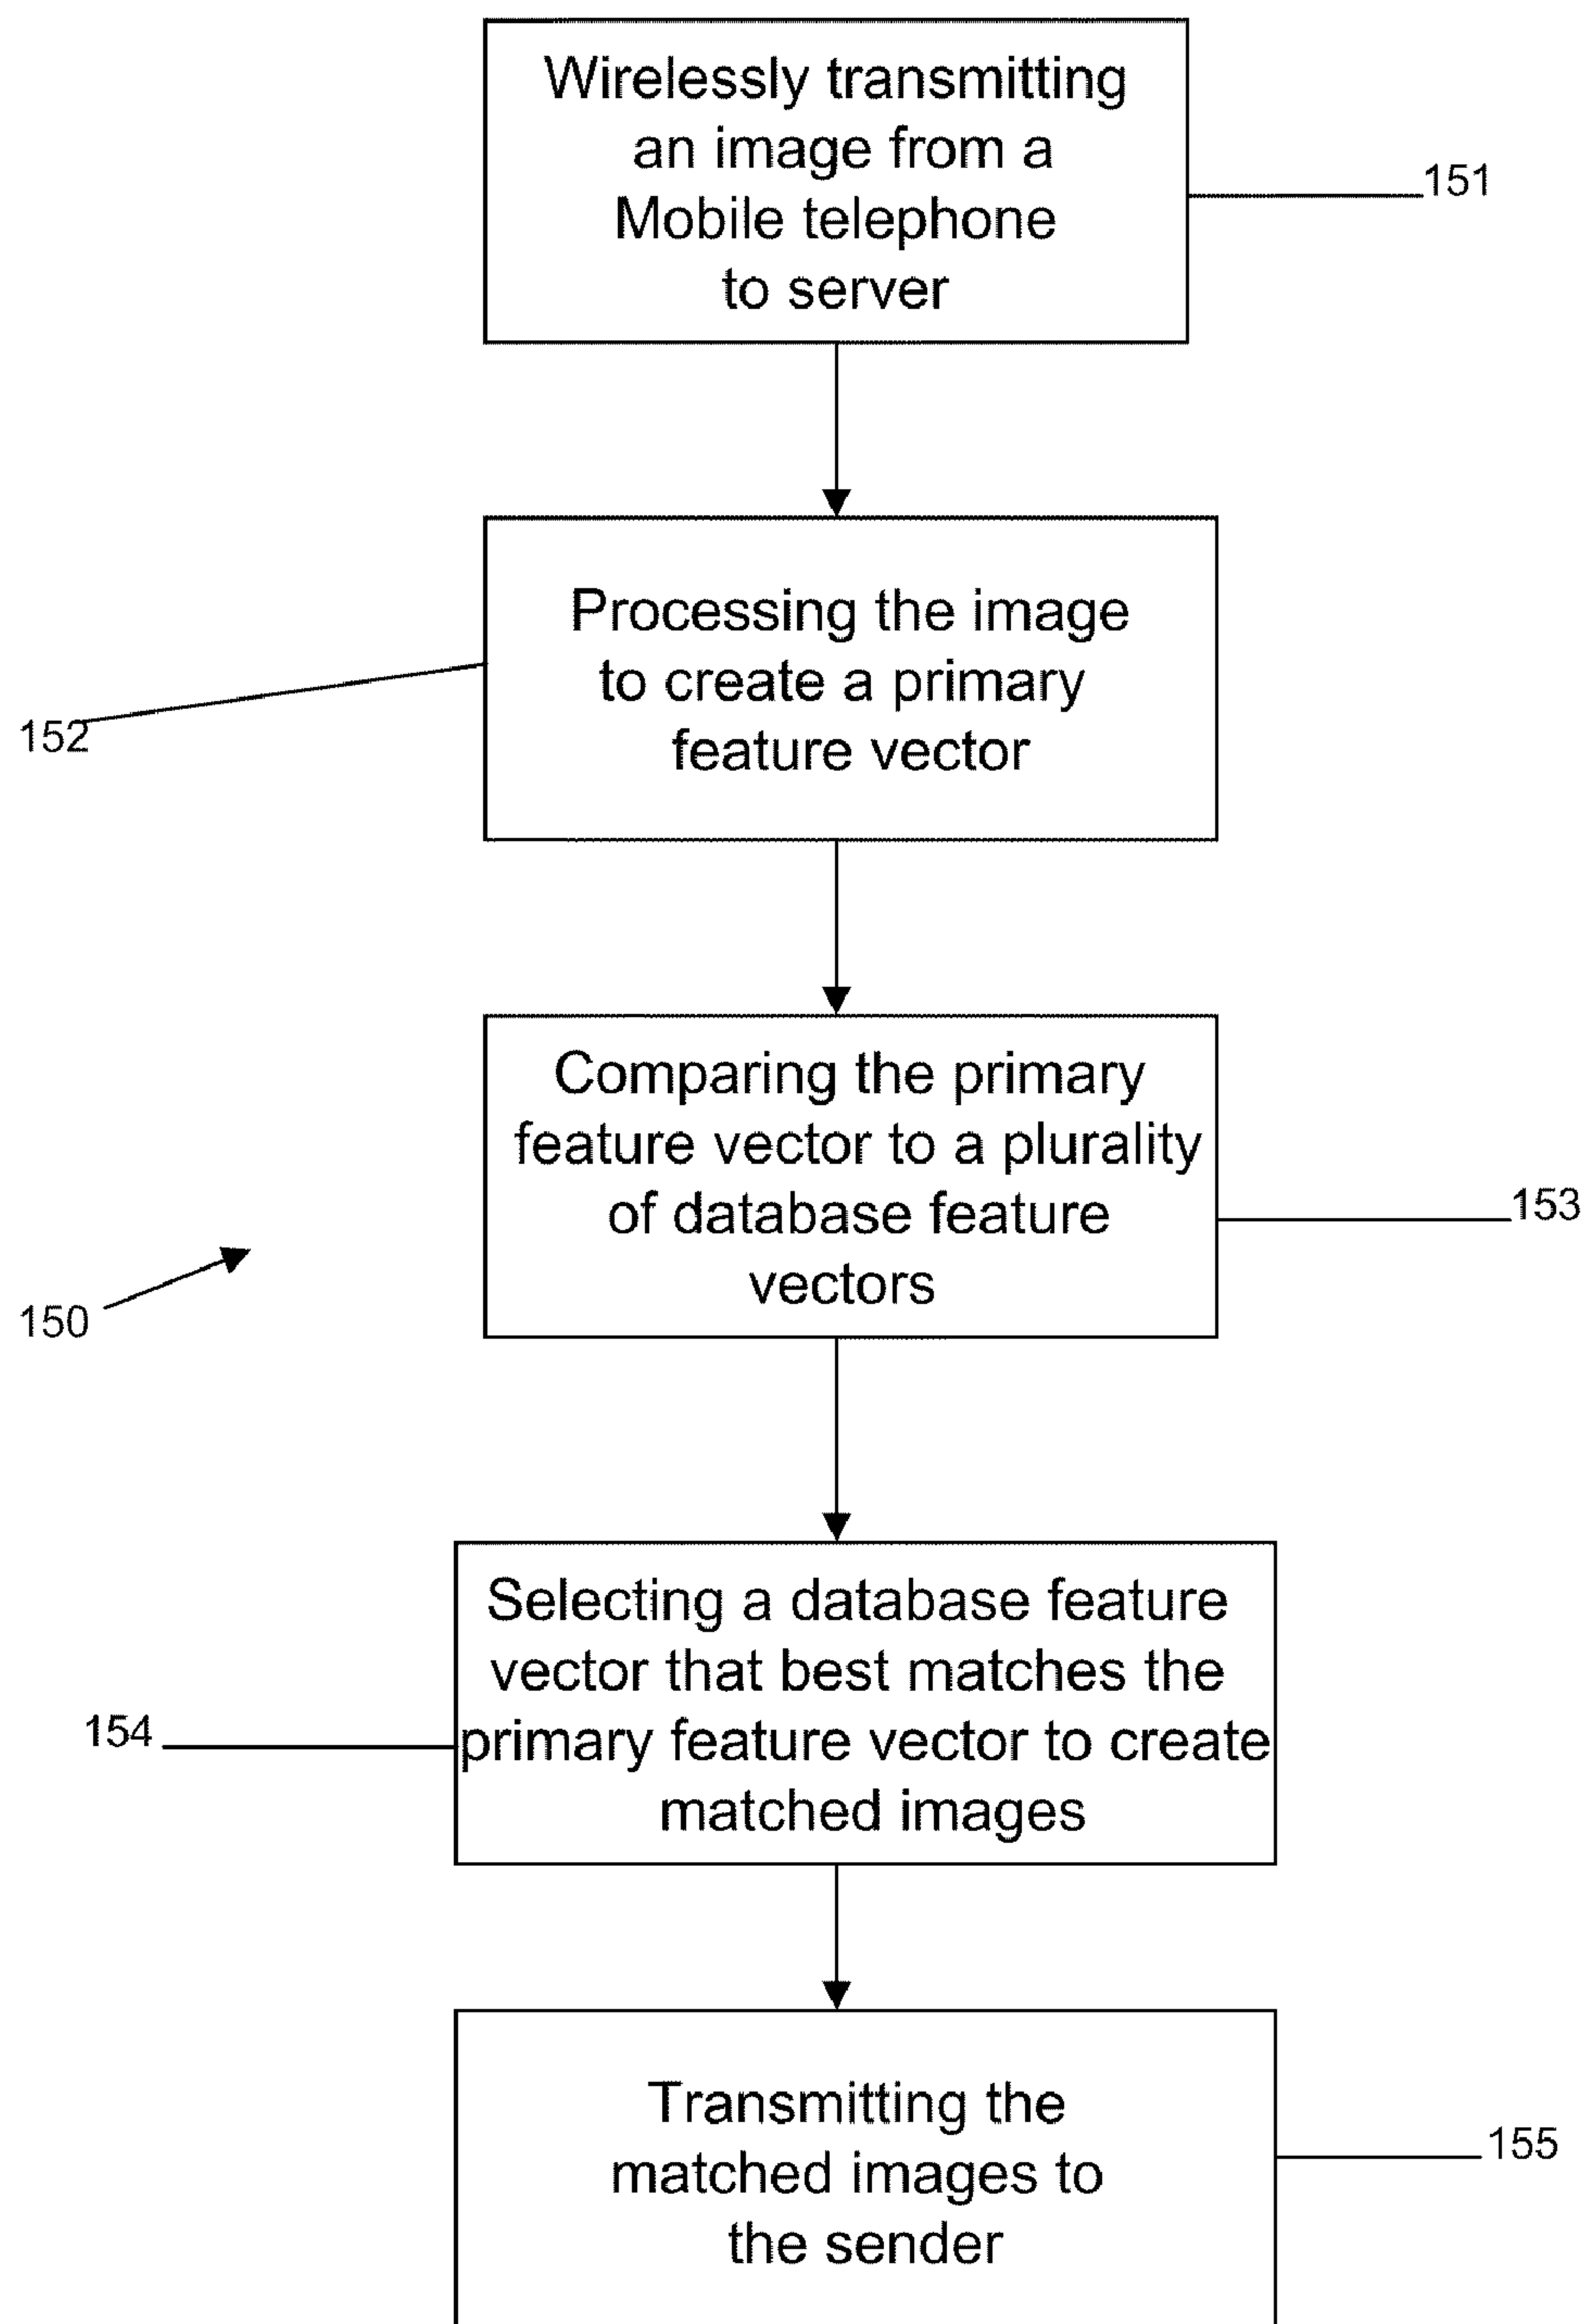 Wirelessly transmitting
an image from a
Mobile telephone
to server
151
Processing the image
to create a primary
feature vector
152
Comparing the primary
feature vector to a plurality
of database feature
vectors
153
150
Selecting a database feature
vector that best matches the
primary feature vector to create
matched images
154
Transmitting the
matched images to
the sender
155